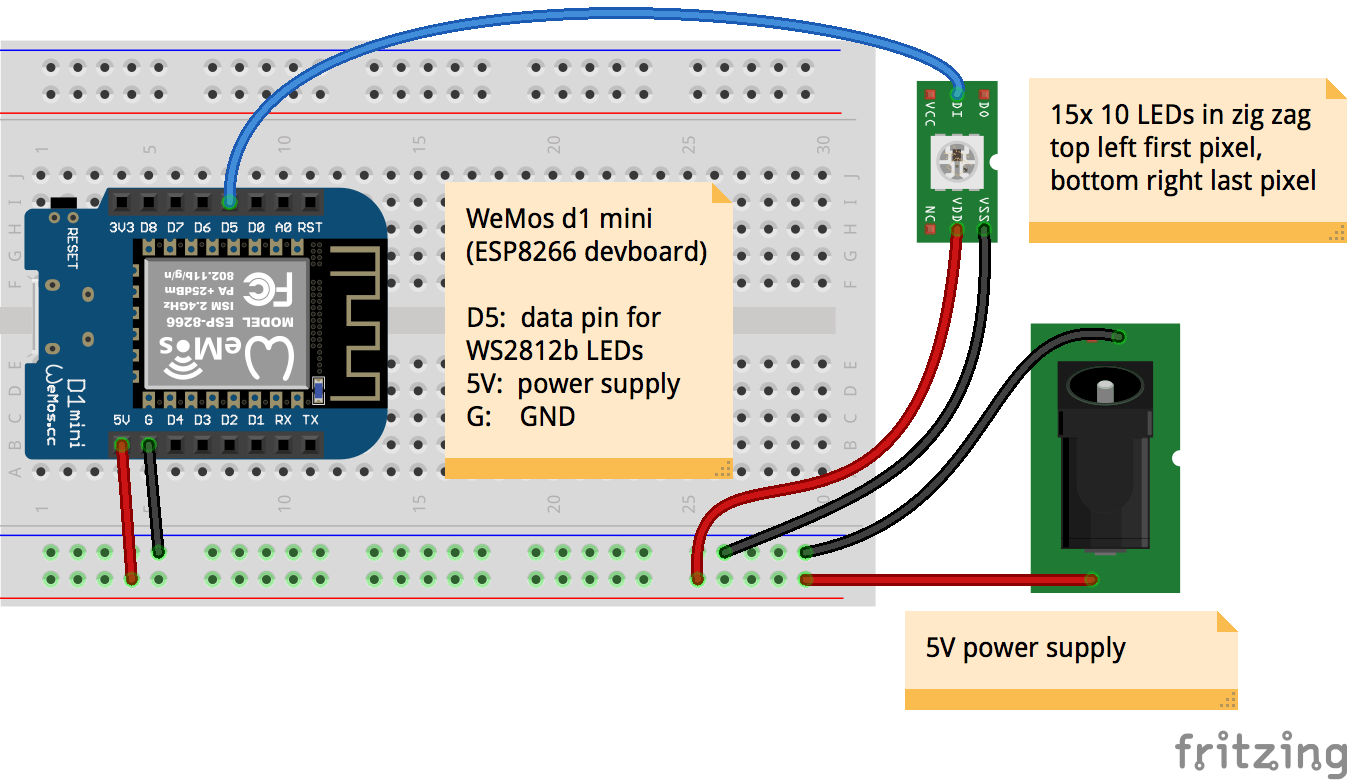 1 5 10 15 20 25 30
J
I
H
G
F
E
D
C
B
A
J
I
H
G
F
E
D
C
B
A
1 5 10 15 20 25 30
3V3 D8 D7 D6 D5 D0 A0 RST
RESET
802.11b/g/n
PA +25dBm
ISM 2.4GHz
MODEL ESP-8266
FC
WeMos
D1 mini
WeMos.cc
5V G D4 D3 D2 D1 RX TX
WeMos d1 mini
(ESP8266 devboard)
D5: data pin for
WS2812b LEDs
5V: power supply
G: GND
VCC DI DO
NC VDD VSS
15x 10 LEDs in zig zag
top left first pixel,
bottom right last pixel
5V power supply
fritzing